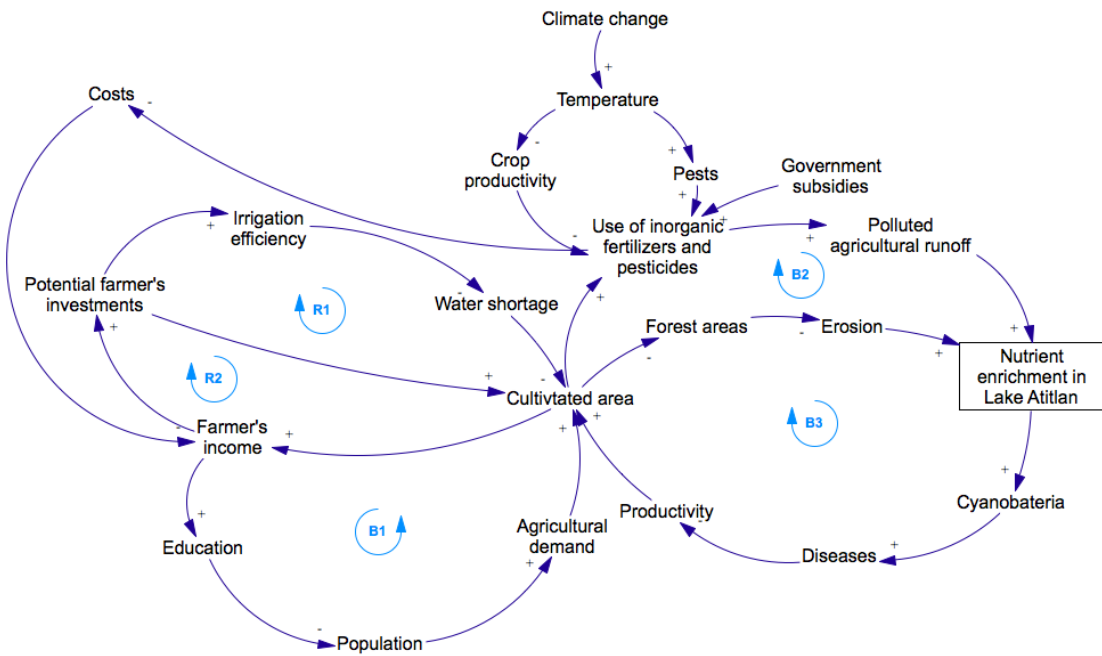 Climate change
+
Costs
-
Temperature
-
+
Crop
productivity
+
Pests
+
Government
subsidies
+
Irrigation
efficiency
+
Use of inorganic
fertilizers and
pesticides
-
+
Polluted
agricultural runoff
B2
Potential farmer's
investments
+
R1
-
Water shortage
+
Forest areas
-
-
Erosion
+
+
Nutrient
enrichment in
Lake Atitlan
R2
+
-
Cultivtated area
+
+
B3
-
Farmer's
income
+
+
Cyanobateria
Productivity
-
+
Education
B1
Agricultural
demand
+
+
Diseases
-
Population